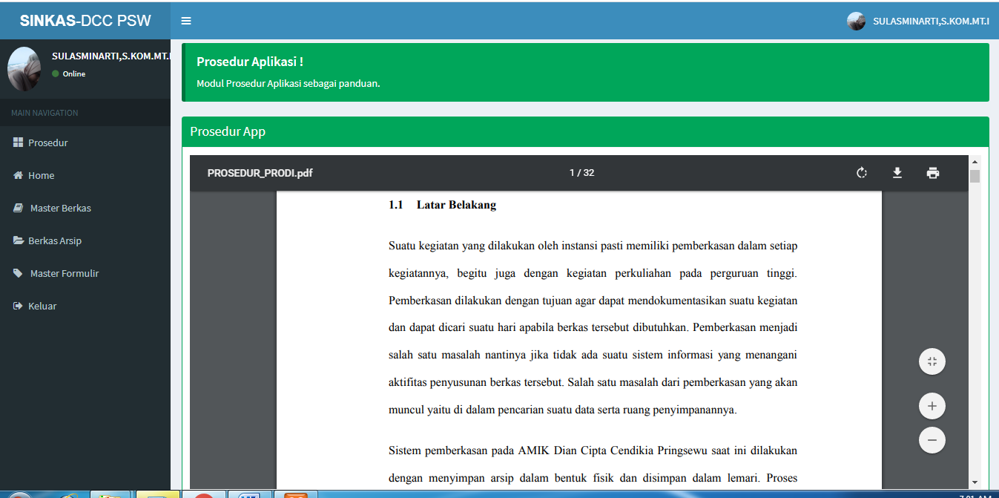 SINKAS-DCC PSW
SULASMINARTI,S.KOM.MT.I
SULASMINARTI,S.KOM.MT.I
Online
MAIN NAVIGATION
Prosedur
Home
Master Berkas
Berkas Arsip
Master Formulir
Keluar
Prosedur Aplikasi !
Modul Prosedur Aplikasi sebagai panduan.
Prosedur App
PROSEDUR_PRODI.pdf
1 / 32
1.1 Latar Belakang
Suatu kegiatan yang dilakukan oleh instansi pasti memiliki pemberkasan dalam setiap
kegiatannya, begitu juga dengan kegiatan perkuliahan pada perguruan tinggi.
Pemberkasan dilakukan dengan tujuan agar dapat mendokumentasikan suatu kegiatan
dan dapat dicari suatu hari apabila berkas tersebut dibutuhkan. Pemberkasan menjadi
salah satu masalah nantinya jika tidak ada suatu sistem informasi yang menangani
aktifitas penyusunan berkas tersebut. Salah satu masalah dari pemberkasan yang akan
muncul yaitu di dalam pencarian suatu data serta ruang penyimpanannya.
Sistem pemberkasan pada AMIK Dian Cipta Cendikia Pringsewu saat ini dilakukan
dengan menyimpan arsip dalam bentuk fisik dan disimpan dalam lemari. Proses